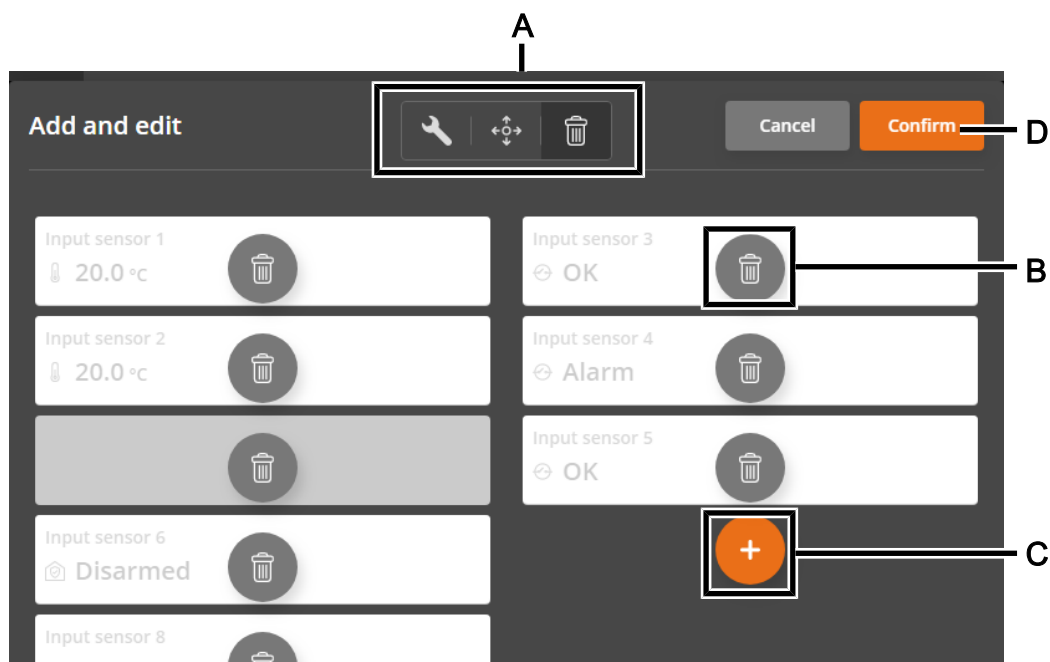 A
Add and edit
Cancel
Confirm
D
Input sensor 1
20.0 °C
Input sensor 3
OK
B
Input sensor 2
20.0 °C
Input sensor 4
Alarm
Input sensor 5
OK
Input sensor 6
Disarmed
+
C
Input sensor 8